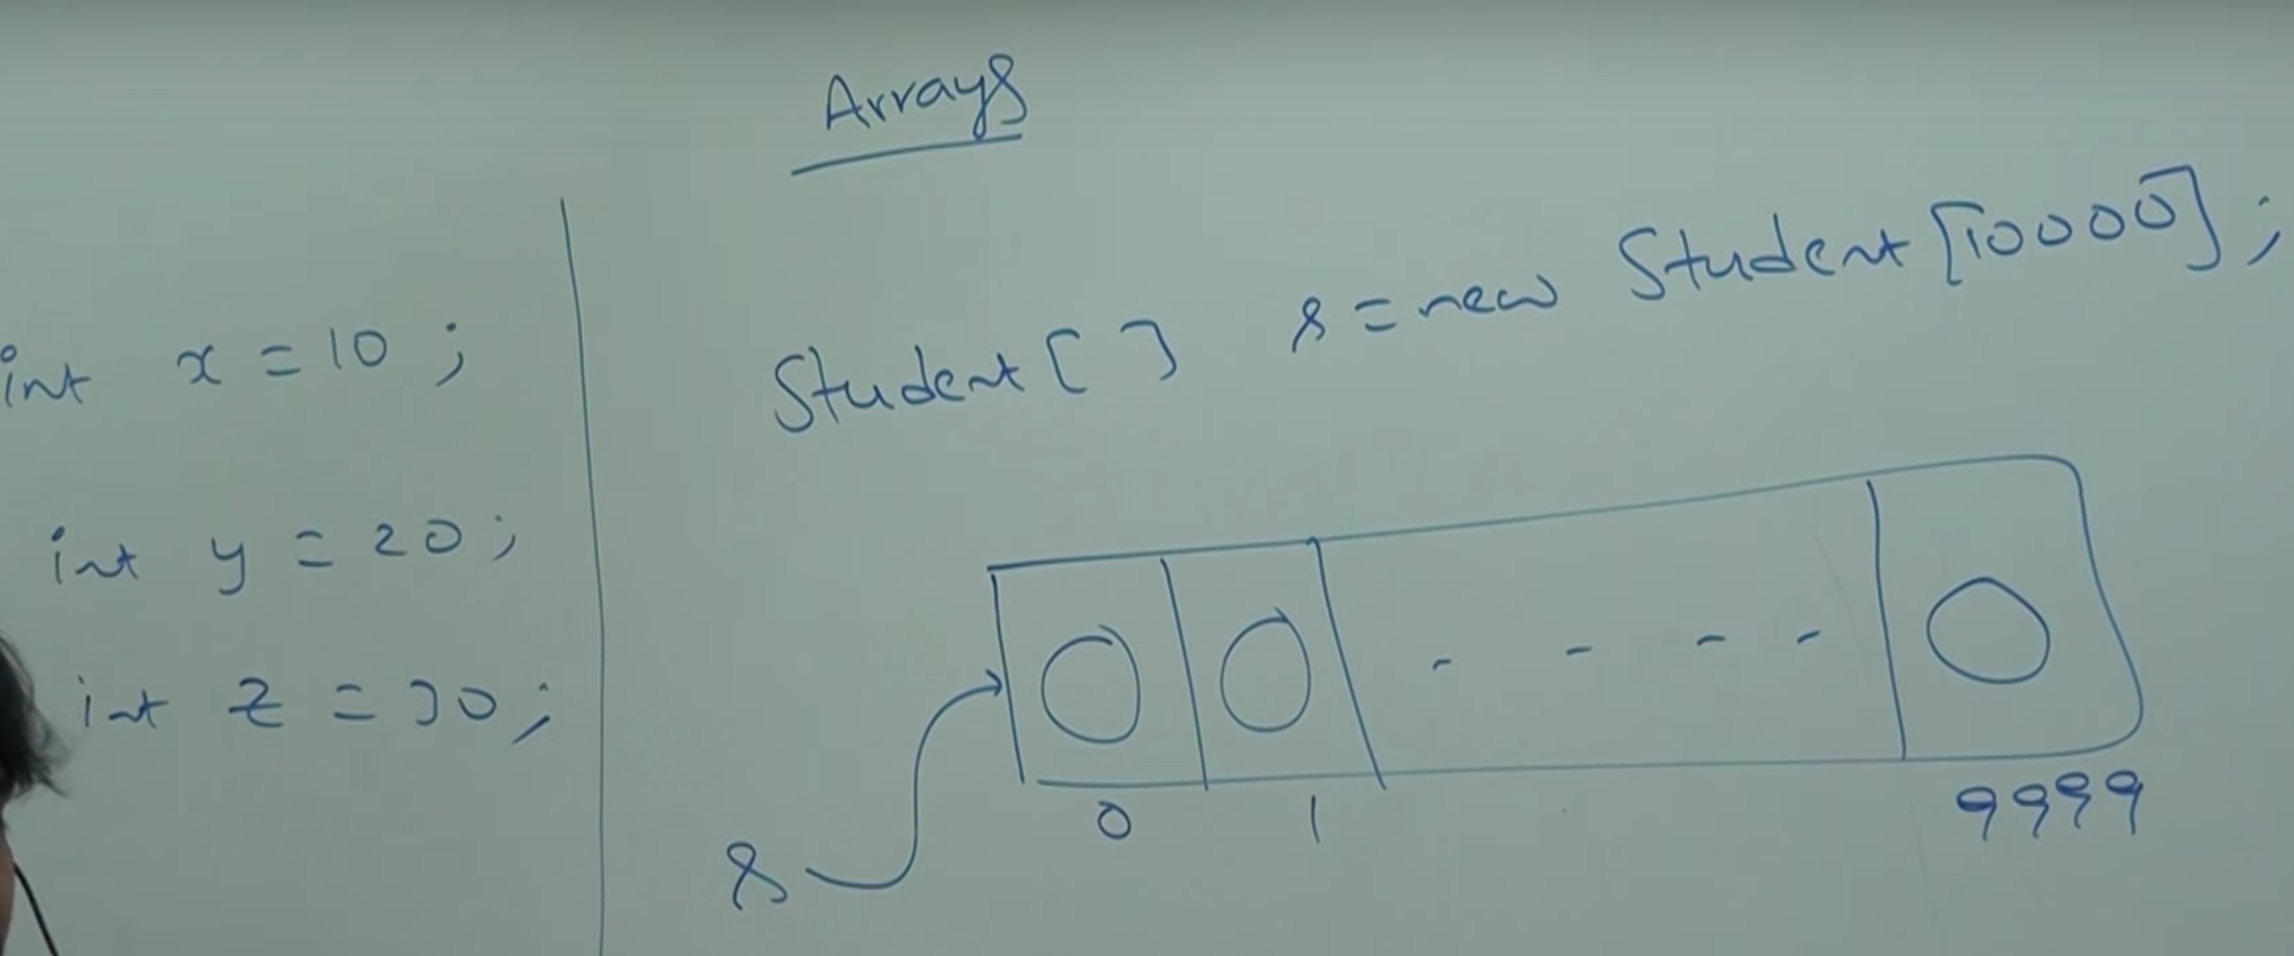 Arrays
int x = 10 ;
int y = 20 ;
int z = 30 ;
Student [ ] s = new Student [10000] ;
s
0 1 9999